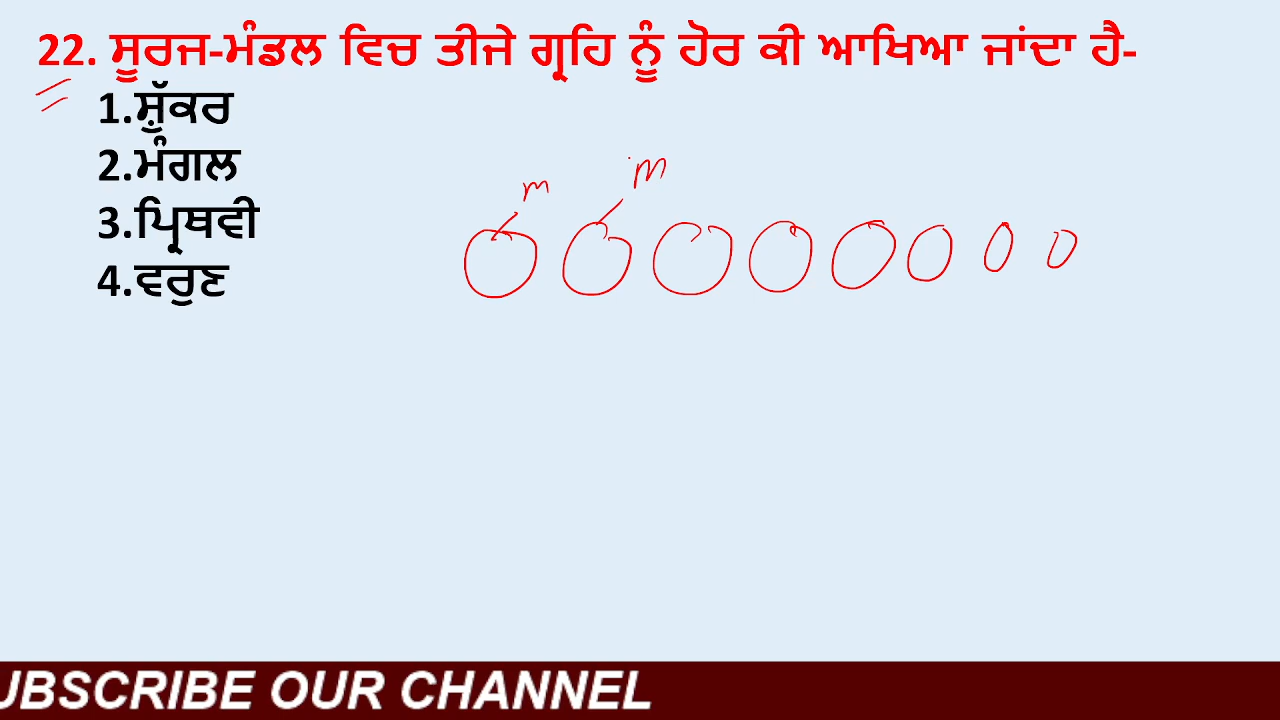 22. ਸੂਰਜ-ਮੰਡਲ ਵਿਚ ਤੀਜੇ ਗ੍ਰਹਿ ਨੂੰ ਹੋਰ ਕੀ ਆਖਿਆ ਜਾਂਦਾ ਹੈ-
1.ਸ਼ੁੱਕਰ
2.ਮੰਗਲ
3.ਪ੍ਰਿਥਵੀ
4.ਵਰੁਣ
m m
UBSCRIBE OUR CHANNEL